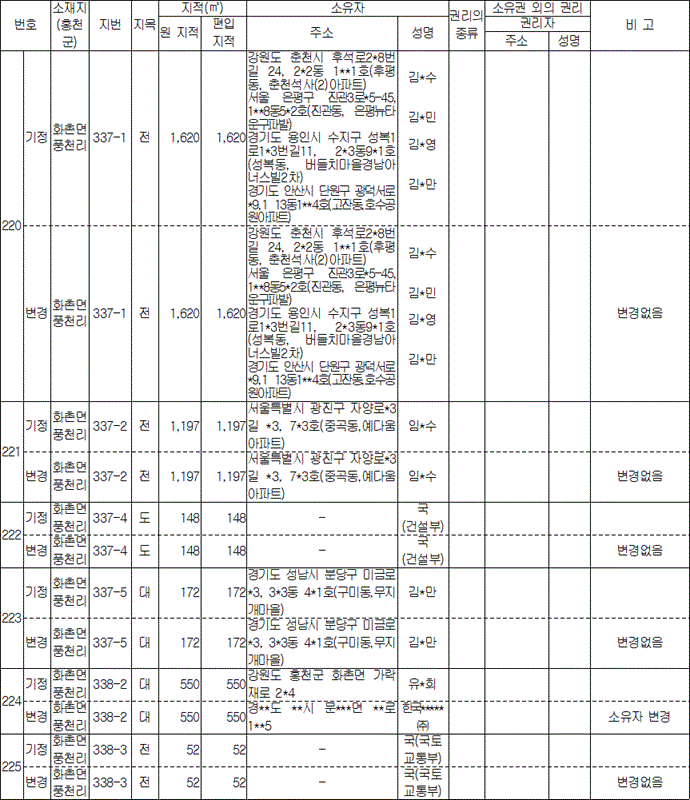 번호 소재지(홍천군) 지번 지목 지적(㎡) 소유자 권리의 종류 소유권 외의 권리 비 고
원 지적 편입 지적 주소 성명 권리자
주소 성명
220
기정 화촌면 풍천리 337-1 전 1,620 1,620
강원도 춘천시 후석로2*8번
길 24, 2*2동 1**1호(후평
동, 춘천석사(2)아파트)
김*수
서울 은평구 진관3로*5-45,
1**8동5*2호(진관동, 은평뉴타
운구파발)
김*민
경기도 용인시 수지구 성복1
로1*3번길11, 2*3동9*1호
(성복동, 버들치마을경남아
너스빌2차)
김*영
경기도 안산시 단원구 광덕서로
*9,1 13동1**4호(고잔동,호수공
원아파트)
김*만
변경 화촌면 풍천리 337-1 전 1,620 1,620
강원도 춘천시 후석로2*8번
길 24, 2*2동 1**1호(후평
동, 춘천석사(2)아파트)
김*수
서울 은평구 진관3로*5-45,
1**8동5*2호(진관동, 은평뉴타
운구파발)
김*민
경기도 용인시 수지구 성복1
로1*3번길11, 2*3동9*1호
(성복동, 버들치마을경남아
너스빌2차)
김*영
경기도 안산시 단원구 광덕서로
*9,1 13동1**4호(고잔동,호수공
원아파트)
김*만
변경없음
221
기정 화촌면 풍천리 337-2 전 1,197 1,197
서울특별시 광진구 자양로*3
길 *3, 7*3호(중곡동,예다움
아파트)
임*수
변경 화촌면 풍천리 337-2 전 1,197 1,197
서울특별시 광진구 자양로*3
길 *3, 7*3호(중곡동,예다움
아파트)
임*수
변경없음
222
기정 화촌면 풍천리 337-4 도 148 148 - 국
(건설부)
변경 화촌면 풍천리 337-4 도 148 148 - 국
(건설부)
변경없음
223
기정 화촌면 풍천리 337-5 대 172 172
경기도 성남시 분당구 미금로
*3, 3*3동 4*1호(구미동,무지
개마을)
김*만
변경 화촌면 풍천리 337-5 대 172 172
경기도 성남시 분당구 미금로
*3, 3*3동 4*1호(구미동,무지
개마을)
김*만
변경없음
224
기정 화촌면 풍천리 338-2 대 550 550
강원도 홍천군 화촌면 가락
재로 2*4
유*희
변경 화촌면 풍천리 338-2 대 550 550
경**도 **시 문***면 **로
1**5
한국*****
㈜
소유자 변경
225
기정 화촌면 풍천리 338-3 전 52 52 - 국(국토
교통부)
변경 화촌면 풍천리 338-3 전 52 52 - 국(국토
교통부)
변경없음